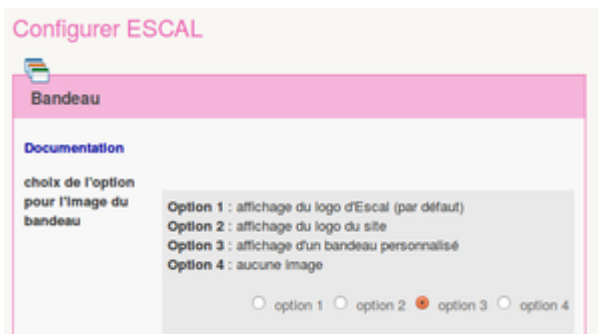 Configurer ESCAL
Bandeau
Documentation
choix de l'option
pour l'image du
bandeau
Option 1 : affichage du logo d'Escal (par défaut)
Option 2 : affichage du logo du site
Option 3 : affichage d'un bandeau personnalisé
Option 4 : aucune image
option 1 option 2 option 3 option 4